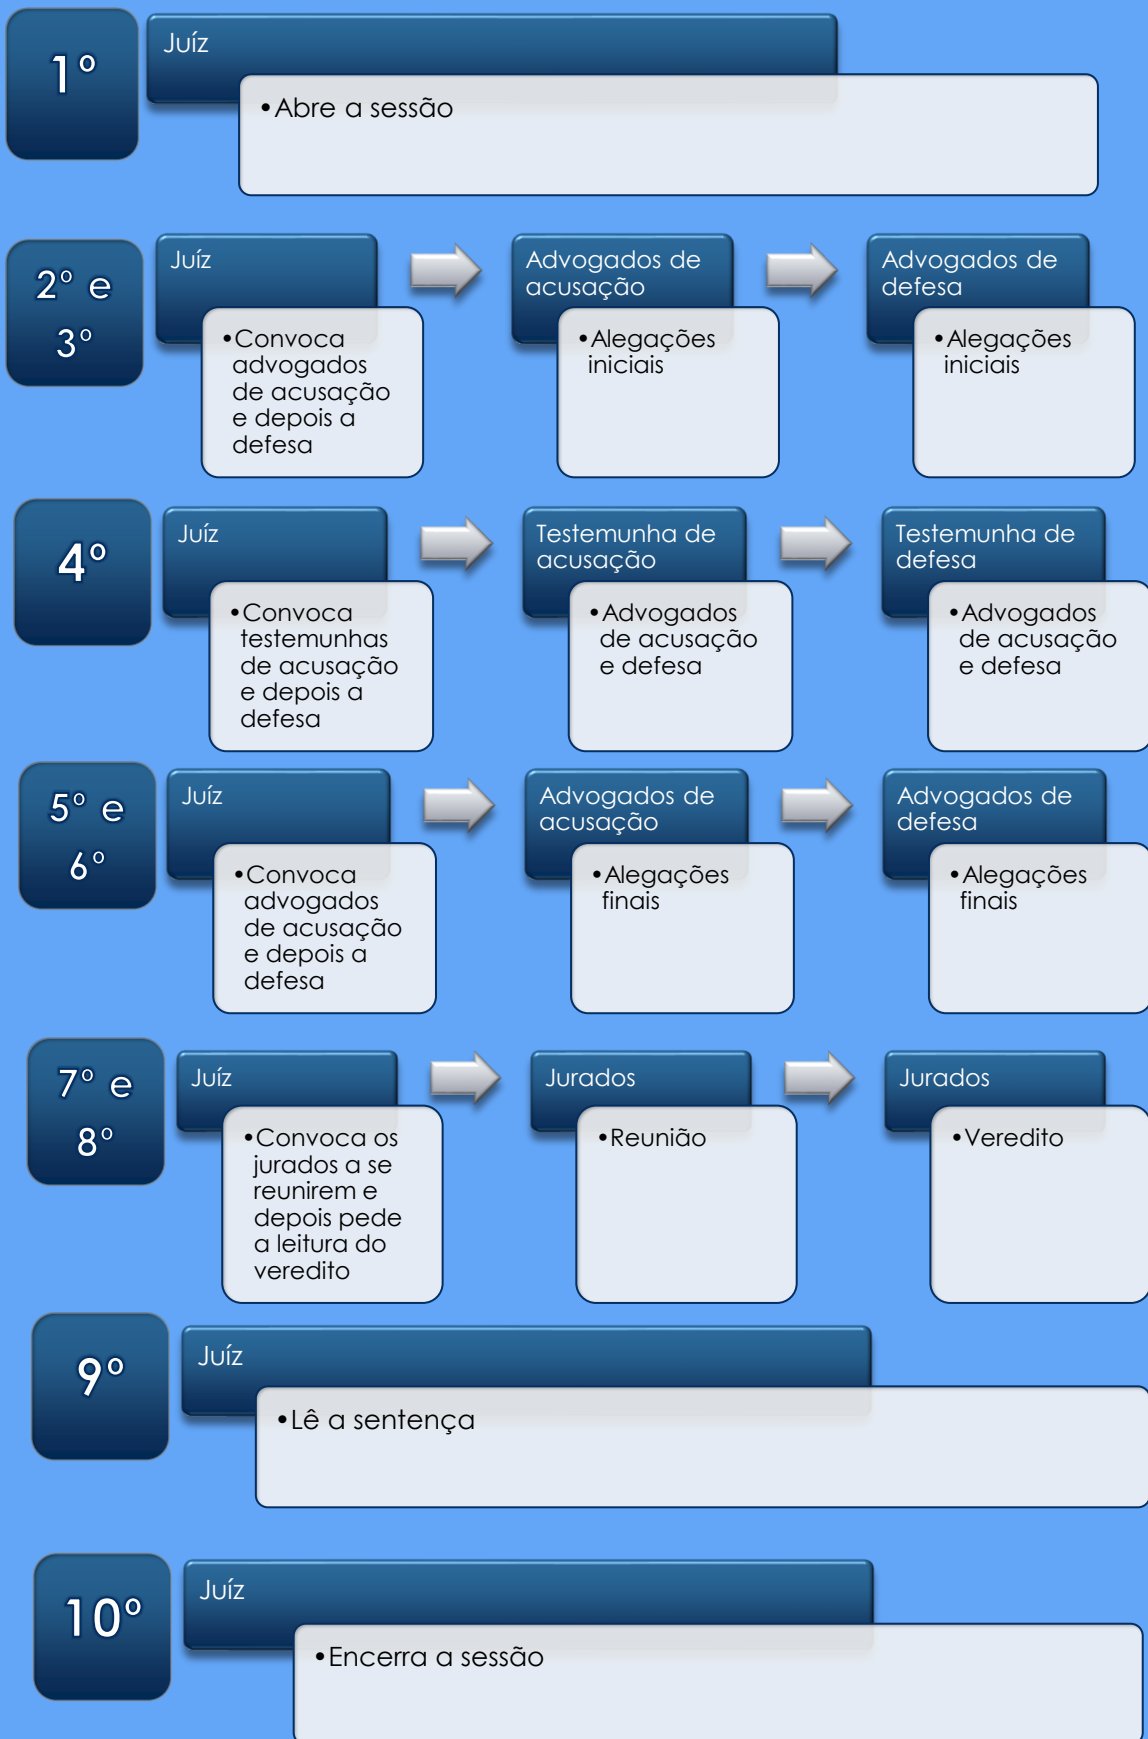 1º
Juíz
•Abre a sessão
2º e
3º
Juíz
•Convoca
advogados
de acusação
e depois a
defesa
Advogados de
acusação
•Alegações
iniciais
Advogados de
defesa
•Alegações
iniciais
4º
Juíz
•Convoca
testemunhas
de acusação
e depois a
defesa
Testemunha de
acusação
•Advogados
de acusação
e defesa
Testemunha de
defesa
•Advogados
de acusação
e defesa
5º e
6º
Juíz
•Convoca
advogados
de acusação
e depois a
defesa
Advogados de
acusação
•Alegações
finais
Advogados de
defesa
•Alegações
finais
7º e
8º
Juíz
•Convoca os
jurados a se
reunirem e
depois pede
a leitura do
veredito
Jurados
•Reunião
Jurados
•Veredito
9º
Juíz
•Lê a sentença
10º
Juíz
•Encerra a sessão